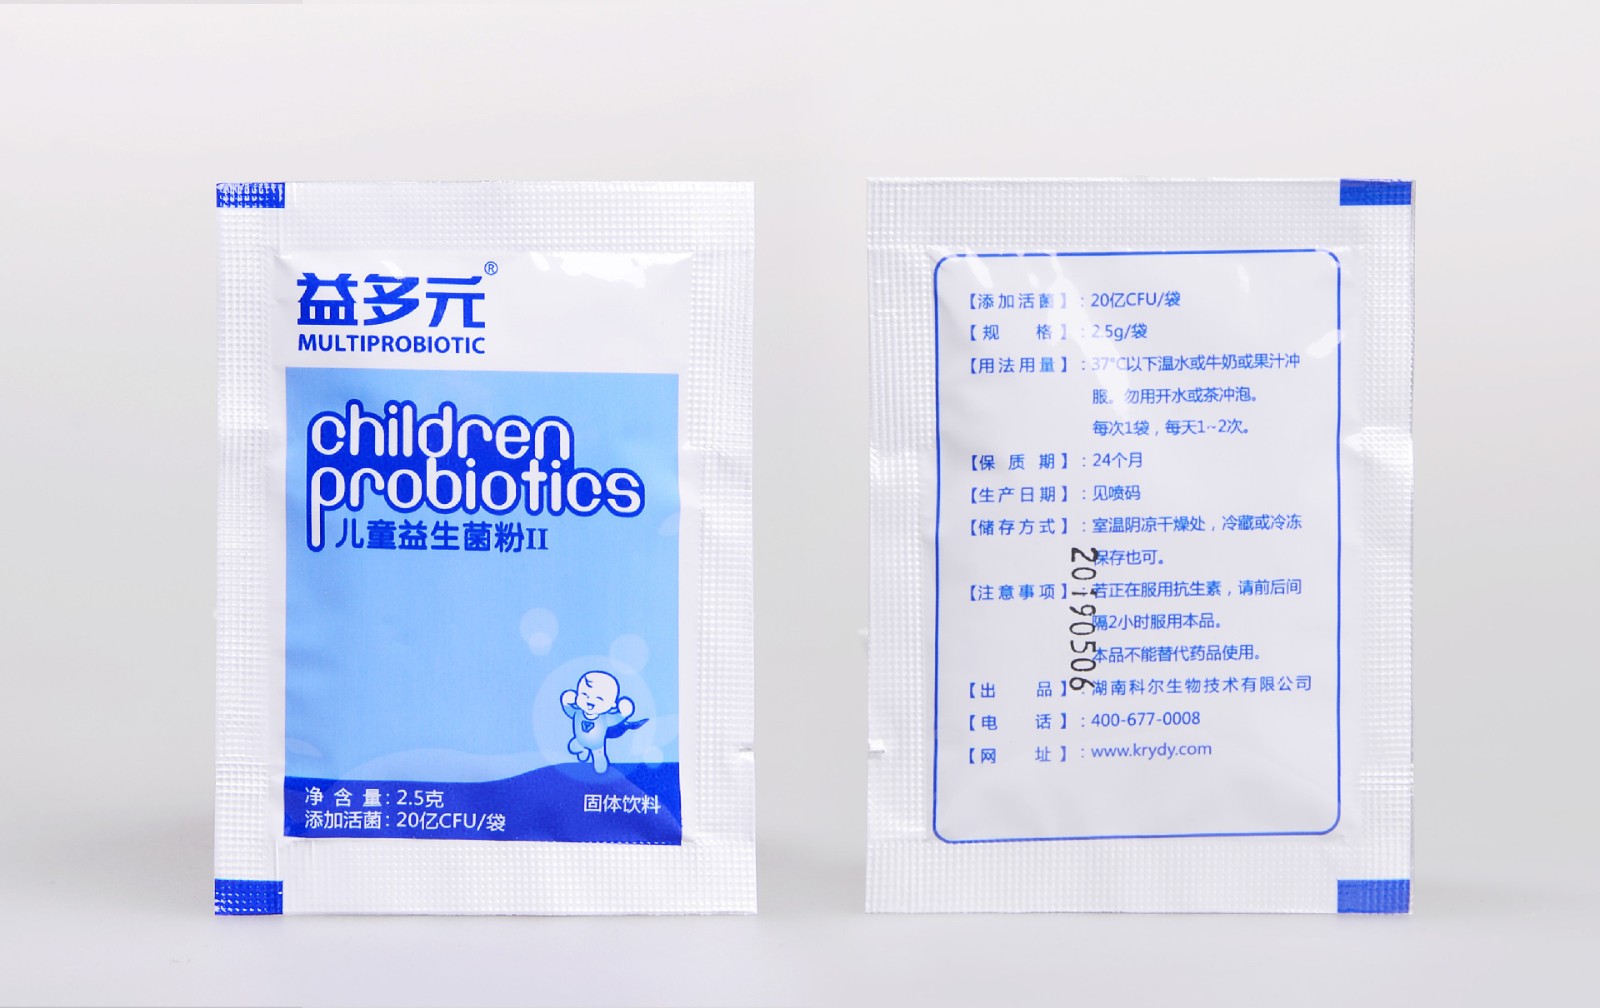 益多元®
MULTIPROBIOTIC
children
probiotics
儿童益生菌粉II
净 含 量：2.5克
添加活菌：20亿CFU/袋
固体饮料
【添加活菌】：20亿CFU/袋
【规 格】：2.5g/袋
【用法用量】：37°C以下温水或牛奶或果汁冲
服。勿用开水或茶冲泡。
每次1袋，每天1~2次。
【保 质 期】：24个月
【生产日期】：见喷码
【储存方式】：室温阴凉干燥处，冷藏或冷冻
保存也可。
【注意事项】：若正在服用抗生素，请前后间
隔2小时服用本品。
本品不能替代药品使用。
【出 品】：湖南科尔生物技术有限公司
【电 话】：400-677-0008
【网 址】：www.krydy.com
20190506